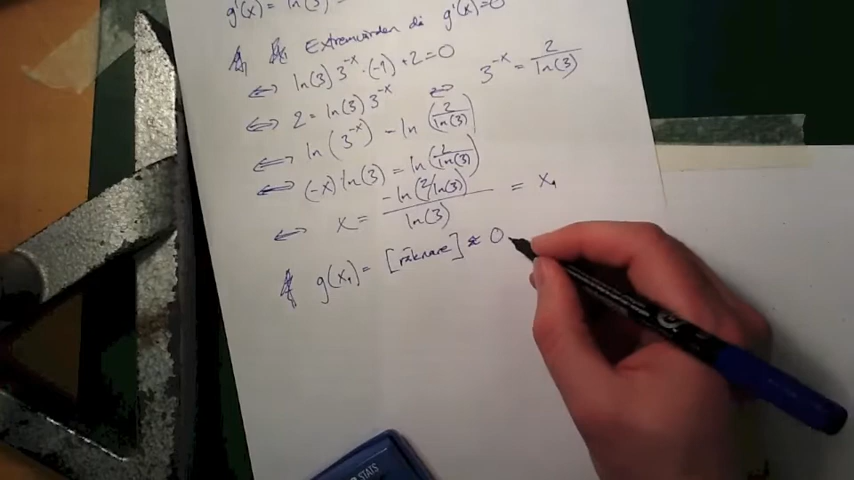 g'(x) = ln(3)
Extremvärden då g'(x)=0
⇔ ln(3) 3^-x · (-1) + 2 = 0
⇔ 2 = ln(3) 3^-x ⇔ 3^-x = 2/ln(3)
⇔ ln(3^-x) = ln(2/ln(3))
⇔ (-x) ln(3) = ln(2/ln(3))
⇔ x = -ln(2/ln(3)) / ln(3) = x₁
g(x₁) = [räknare] ≈ 0
STATS